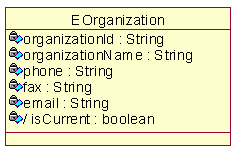 EOrganization
organizationId : String
organizationName : String
phone : String
fax : String
email : String
/ isCurrent : boolean